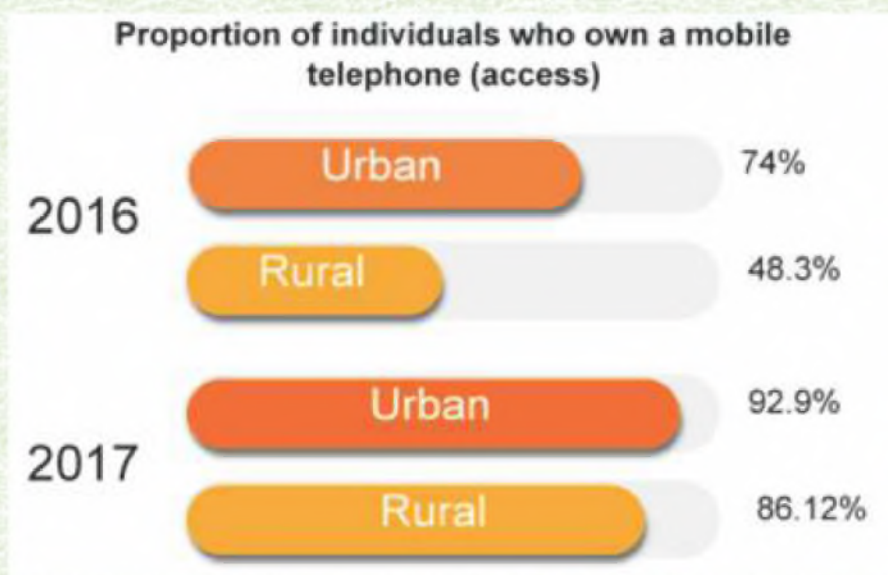 Proportion of individuals who own a mobile
telephone (access)
2016
Urban 74%
Rural 48.3%
2017
Urban 92.9%
Rural 86.12%